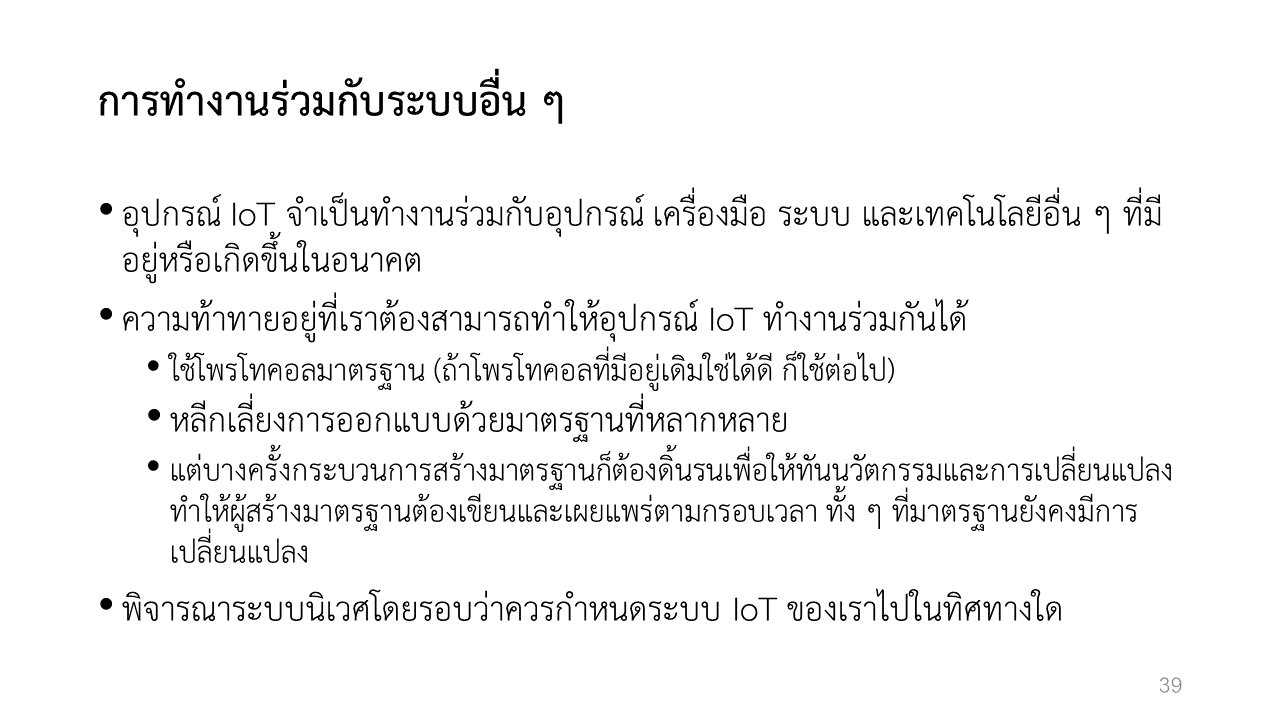 การทำงานร่วมกับระบบอื่น ๆ
• อุปกรณ์ IoT จำเป็นทำงานร่วมกับอุปกรณ์ เครื่องมือ ระบบ และเทคโนโลยีอื่น ๆ ที่มี
อยู่หรือเกิดขึ้นในอนาคต
• ความท้าทายอยู่ที่เราต้องสามารถทำให้อุปกรณ์ IoT ทำงานร่วมกันได้
• ใช้โพรโทคอลมาตรฐาน (ถ้าโพรโทคอลที่มีอยู่เดิมใช่ได้ดี ก็ใช้ต่อไป)
• หลีกเลี่ยงการออกแบบด้วยมาตรฐานที่หลากหลาย
• แต่บางครั้งกระบวนการสร้างมาตรฐานก็ต้องดิ้นรนเพื่อให้ทันนวัตกรรมและการเปลี่ยนแปลง
ทำให้ผู้สร้างมาตรฐานต้องเขียนและเผยแพร่ตามกรอบเวลา ทั้ง ๆ ที่มาตรฐานยังคงมีการ
เปลี่ยนแปลง
• พิจารณาระบบนิเวศโดยรอบว่าควรกำหนดระบบ IoT ของเราไปในทิศทางใด
39